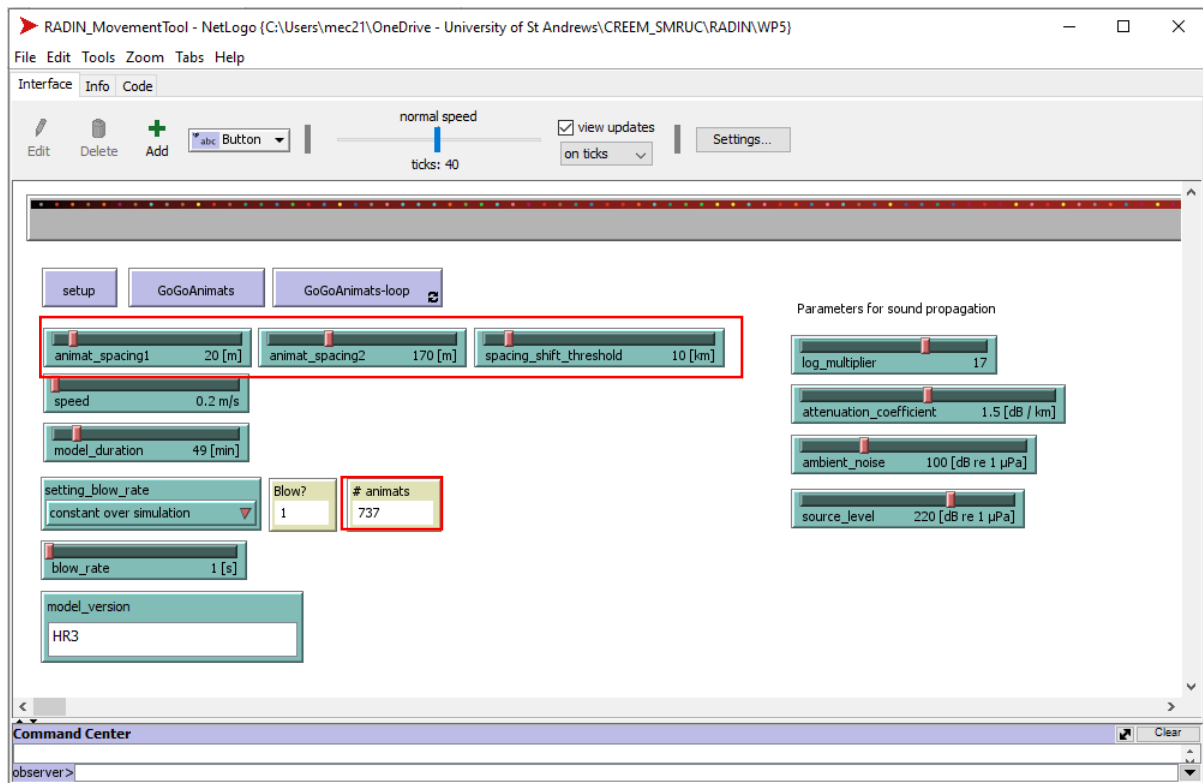 RADIN_MovementTool - NetLogo {C:\Users\mec21\OneDrive - University of St Andrews\CREEM_SMRUC\RADIN\WP5}
File Edit Tools Zoom Tabs Help
Interface Info Code
normal speed
Edit Delete Add abc Button view updates Settings...
ticks: 40 on ticks
setup GoGoAnimats GoGoAnimats-loop
Parameters for sound propagation
animat_spacing1 20 [m] animat_spacing2 170 [m] spacing_shift_threshold 10 [km]
log_multiplier 17
speed 0.2 m/s
attenuation_coefficient 1.5 [dB / km]
model_duration 49 [min]
ambient_noise 100 [dB re 1 µPa]
setting_blow_rate Blow? # animats
constant over simulation 1 737
source_level 220 [dB re 1 µPa]
blow_rate 1 [s]
model_version
HR3
Command Center Clear
observer>